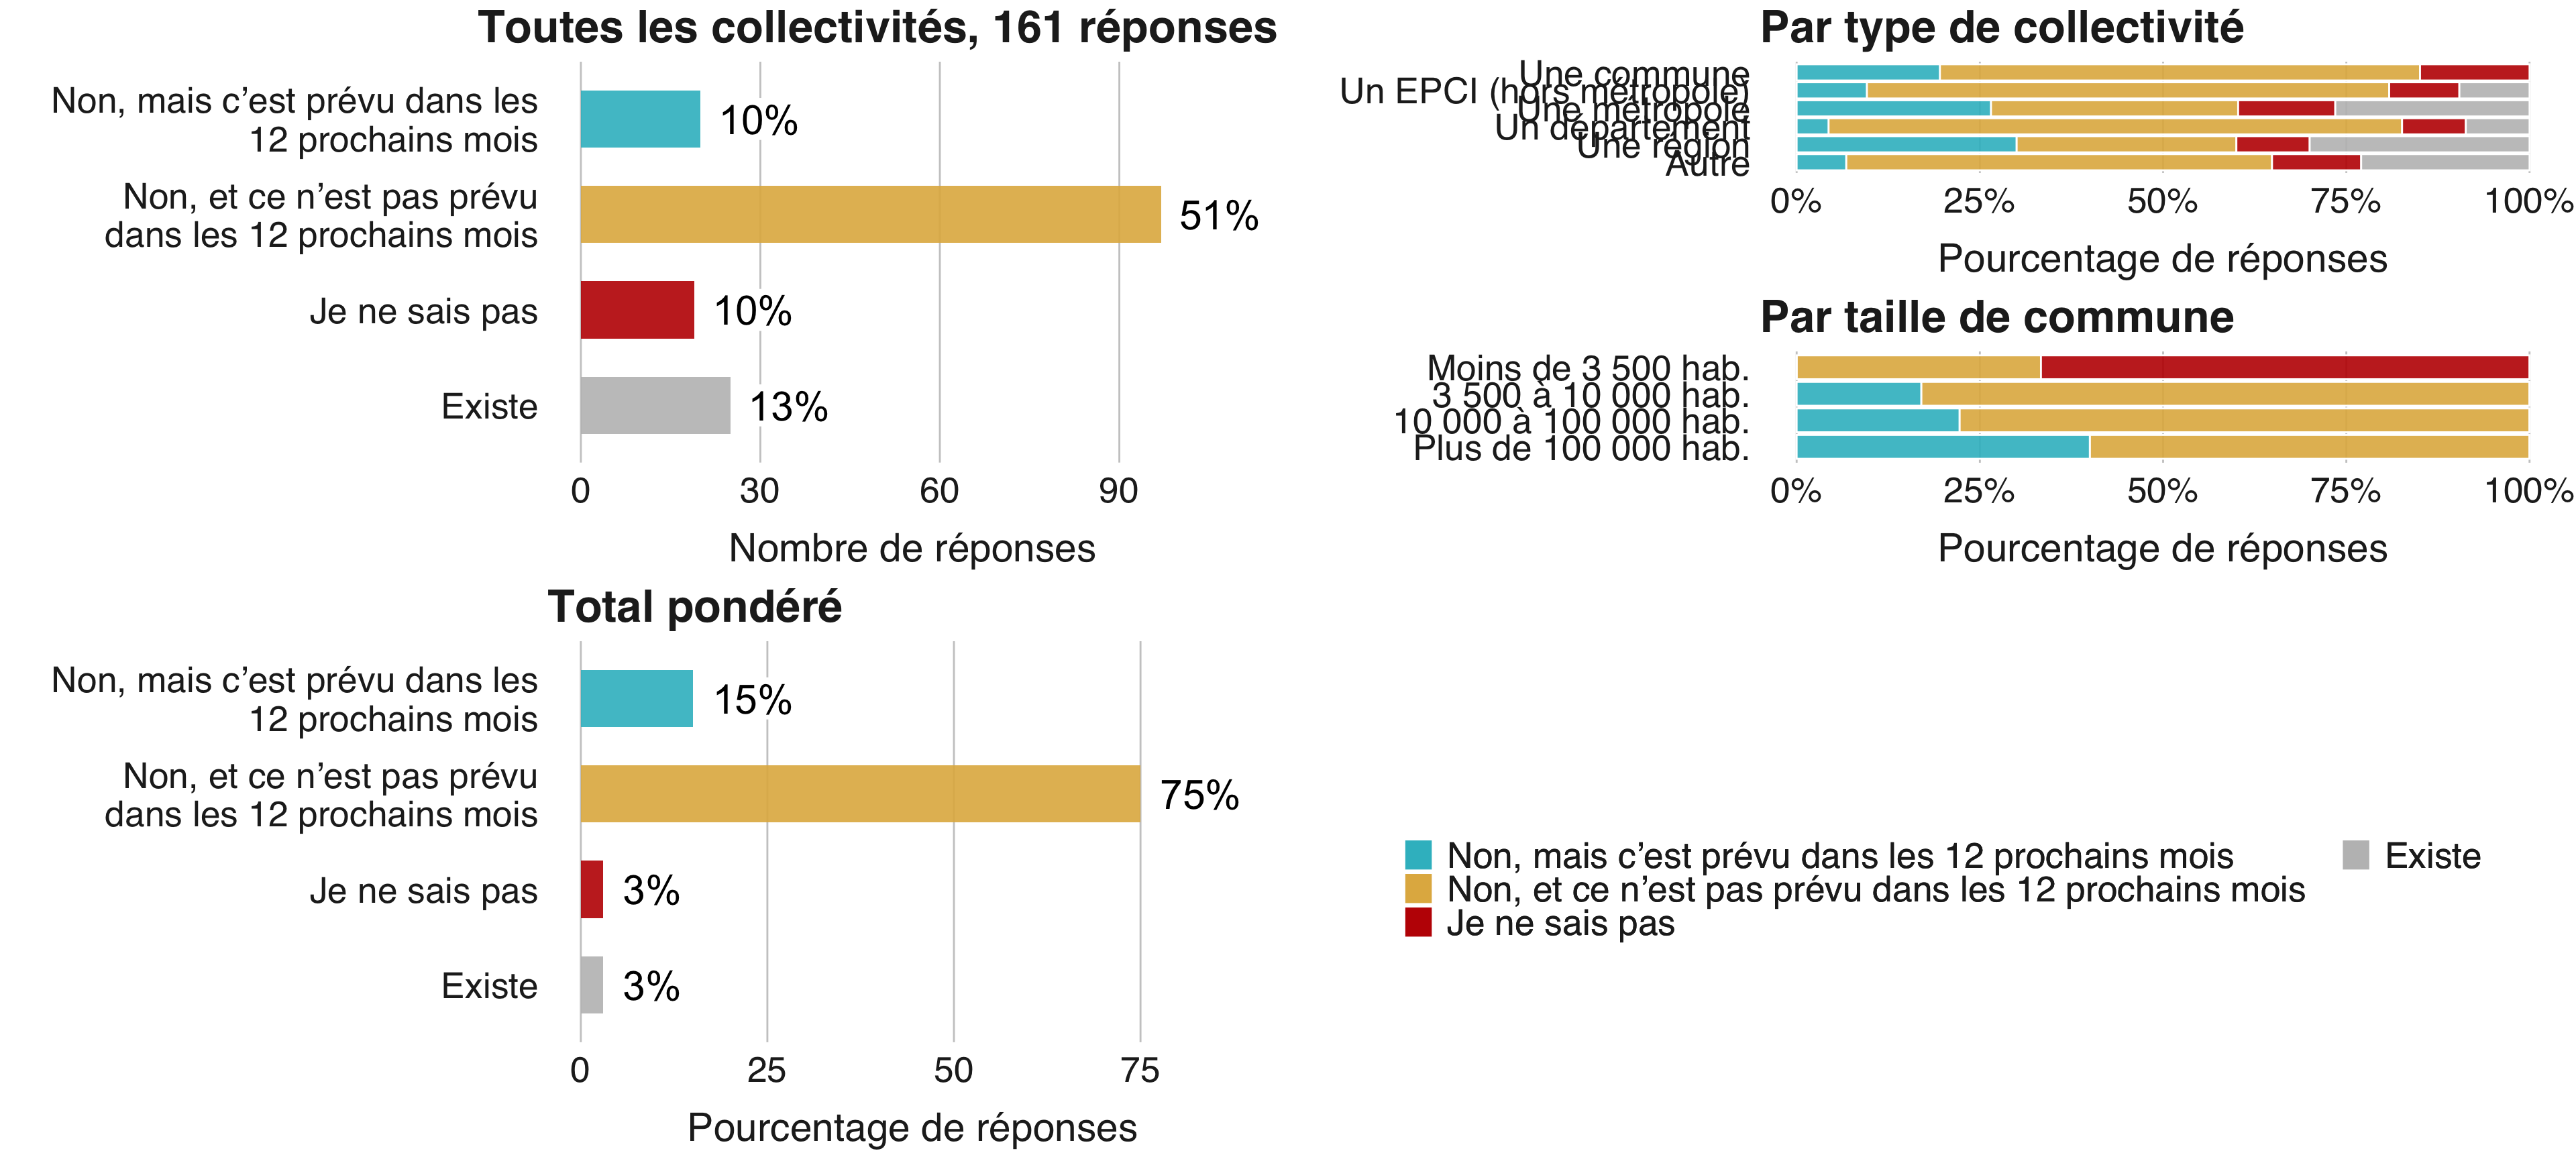 Toutes les collectivités, 161 réponses
Non, mais c’est prévu dans les
12 prochains mois
10%
Non, et ce n’est pas prévu
dans les 12 prochains mois
51%
Je ne sais pas
10%
Existe
13%
0 30 60 90
Nombre de réponses
Par type de collectivité
Une commune
Un EPCI (hors métropole)
Une métropole
Un département
Une région
Autre
0% 25% 50% 75% 100%
Pourcentage de réponses
Par taille de commune
Moins de 3 500 hab.
3 500 à 10 000 hab.
10 000 à 100 000 hab.
Plus de 100 000 hab.
0% 25% 50% 75% 100%
Pourcentage de réponses
Total pondéré
Non, mais c’est prévu dans les
12 prochains mois
15%
Non, et ce n’est pas prévu
dans les 12 prochains mois
75%
Je ne sais pas
3%
Existe
3%
0 25 50 75
Pourcentage de réponses
Non, mais c’est prévu dans les 12 prochains mois
Non, et ce n’est pas prévu dans les 12 prochains mois
Je ne sais pas
Existe